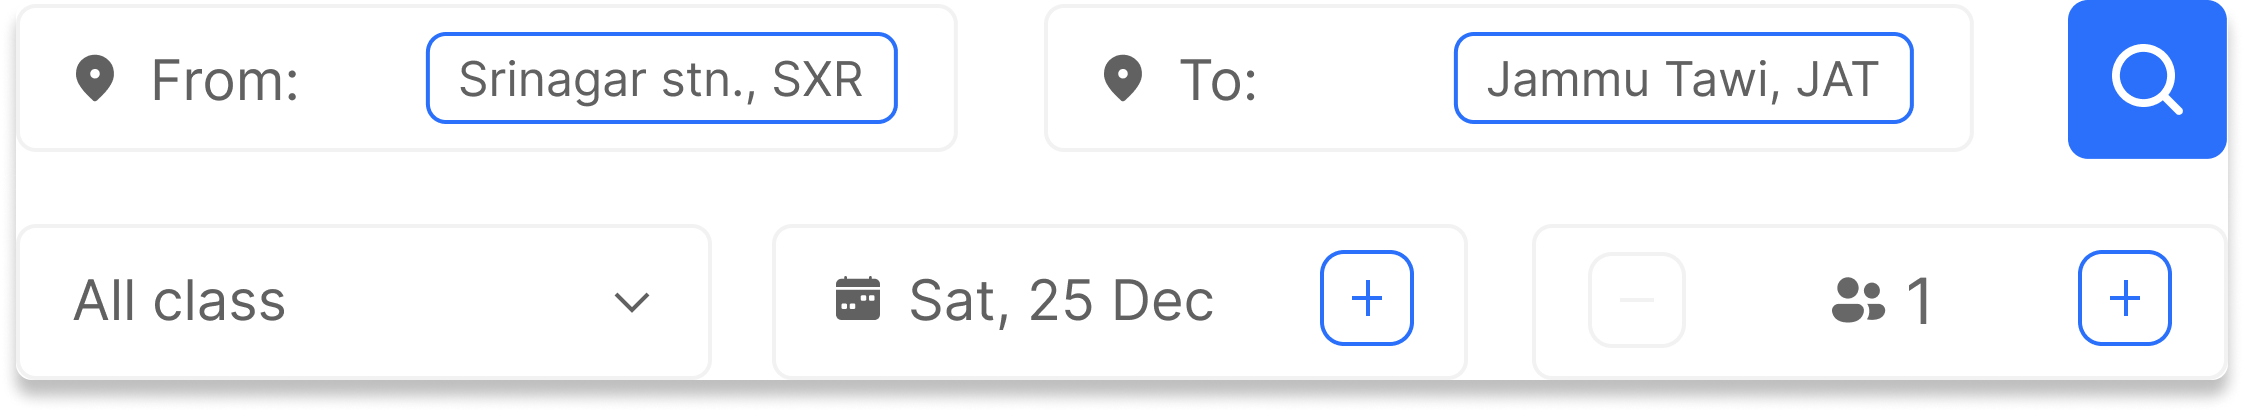 From: Srinagar stn., SXR To: Jammu Tawi, JAT
All class Sat, 25 Dec 1